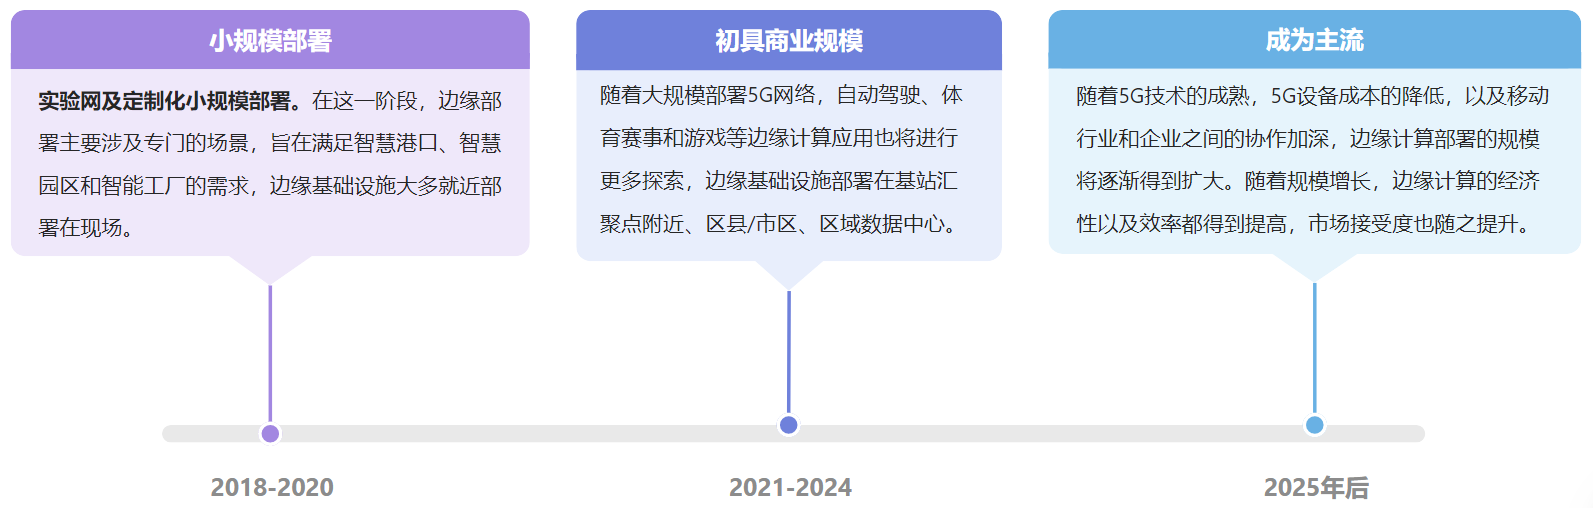 小规模部署
实验网及定制化小规模部署。在这一阶段，边缘部
署主要涉及专门的场景，旨在满足智慧港口、智慧
园区和智能工厂的需求，边缘基础设施大多就近部
署在现场。
初具商业规模
随着大规模部署5G网络，自动驾驶、体
育赛事和游戏等边缘计算应用也将进行
更多探索，边缘基础设施部署在基站汇
聚点附近、区县/市区、区域数据中心。
成为主流
随着5G技术的成熟，5G设备成本的降低，以及移动
行业和企业之间的协作加深，边缘计算部署的规模
将逐渐得到扩大。随着规模增长，边缘计算的经济
性以及效率都得到提高，市场接受度也随之提升。
2018-2020
2021-2024
2025年后